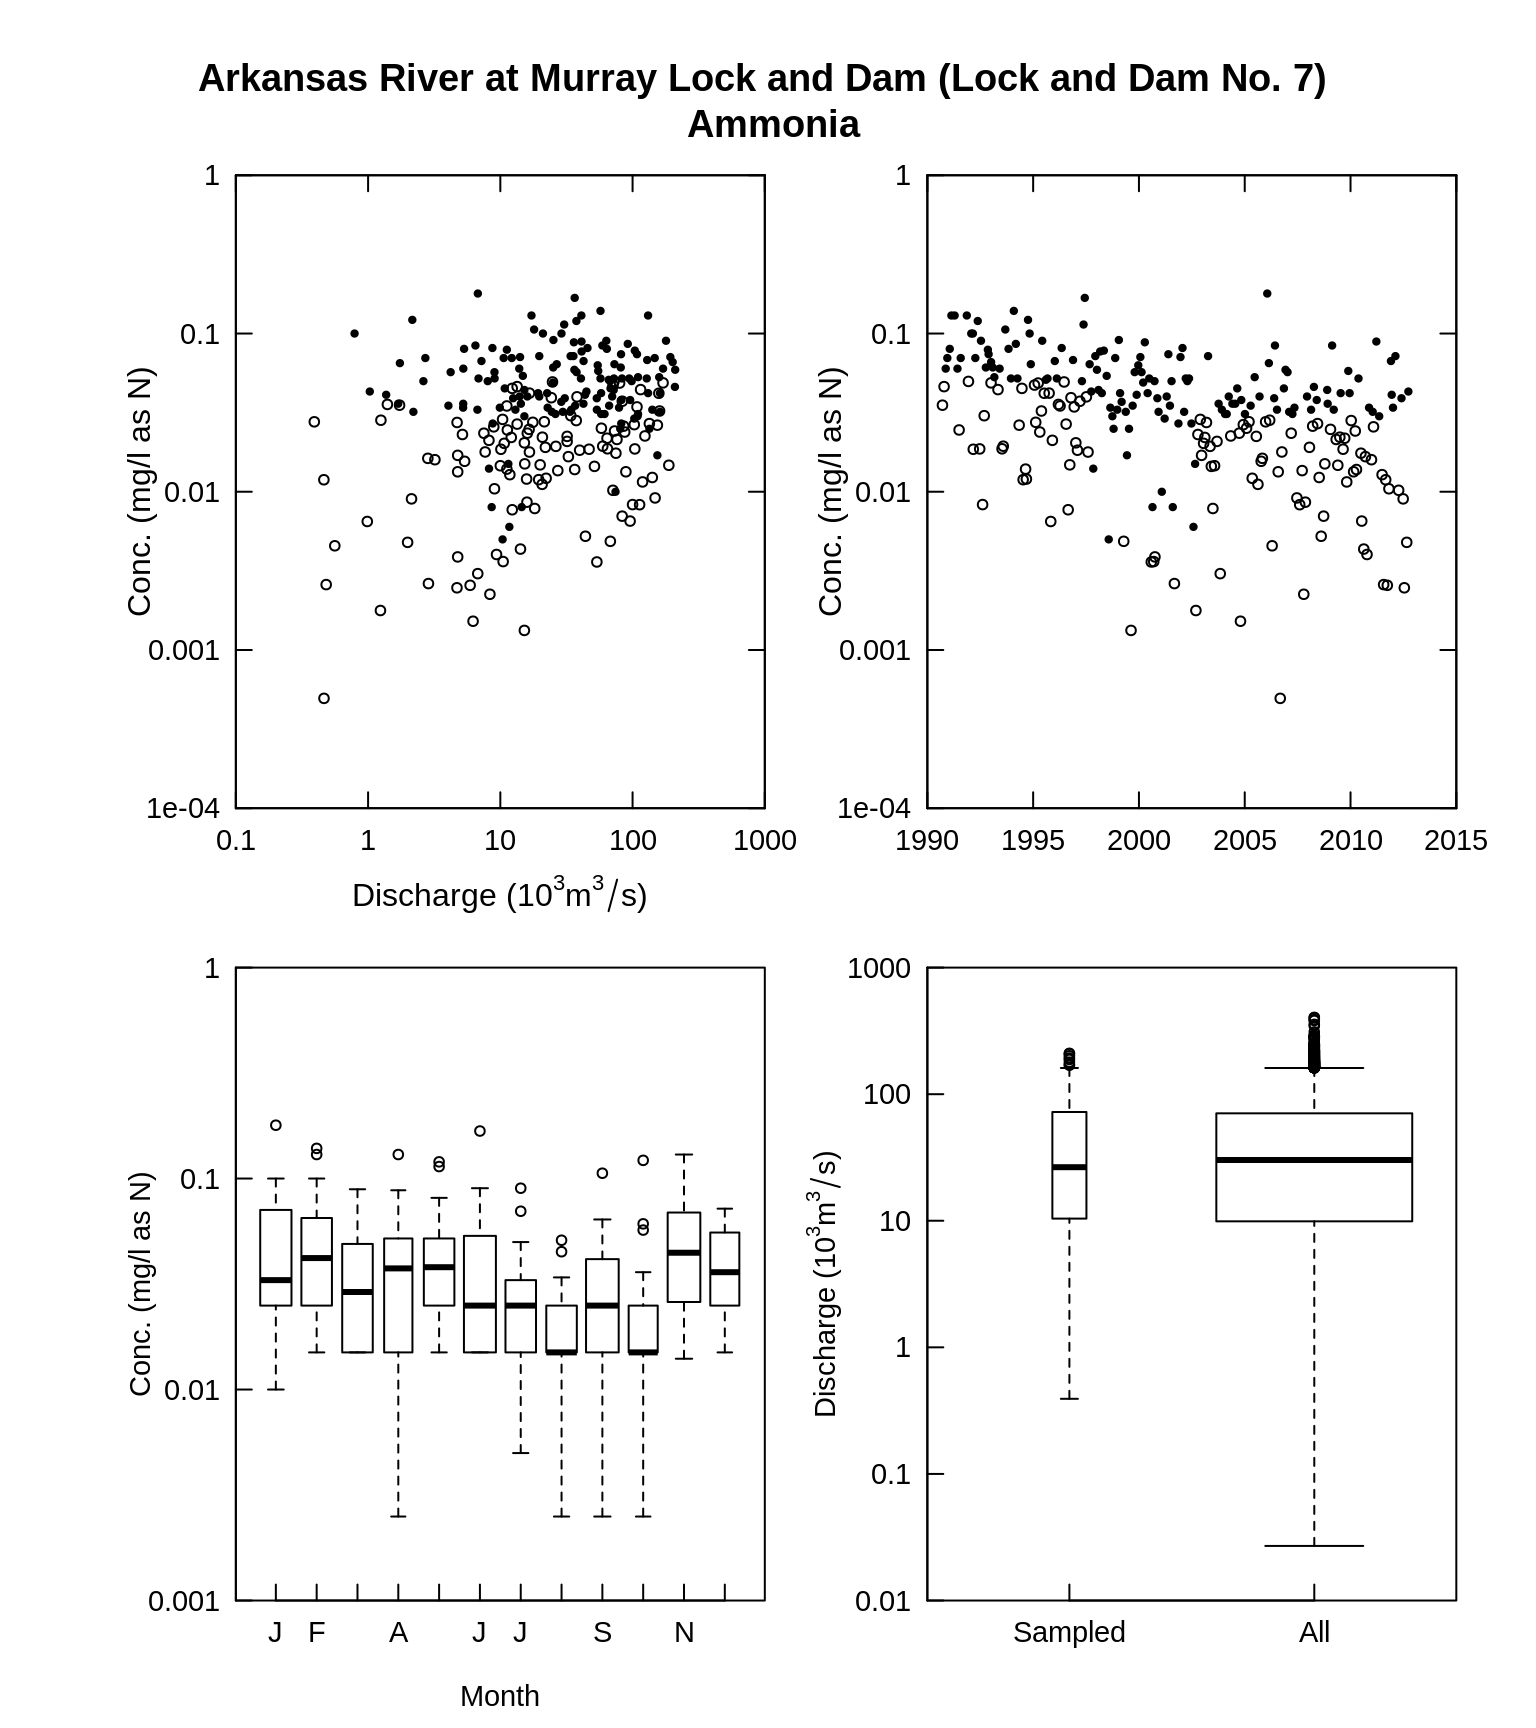 Arkansas River at Murray Lock and Dam (Lock and Dam No. 7)
Ammonia
Conc. (mg/l as N)
1
0.1
0.01
0.001
1e-04
0.1 1 10 100 1000
Discharge (10³m³/s)
Conc. (mg/l as N)
1
0.1
0.01
0.001
1e-04
1990 1995 2000 2005 2010 2015
Conc. (mg/l as N)
1
0.1
0.01
0.001
J F A J J S N
Month
Discharge (10³m³/s)
1000
100
10
1
0.1
0.01
Sampled All